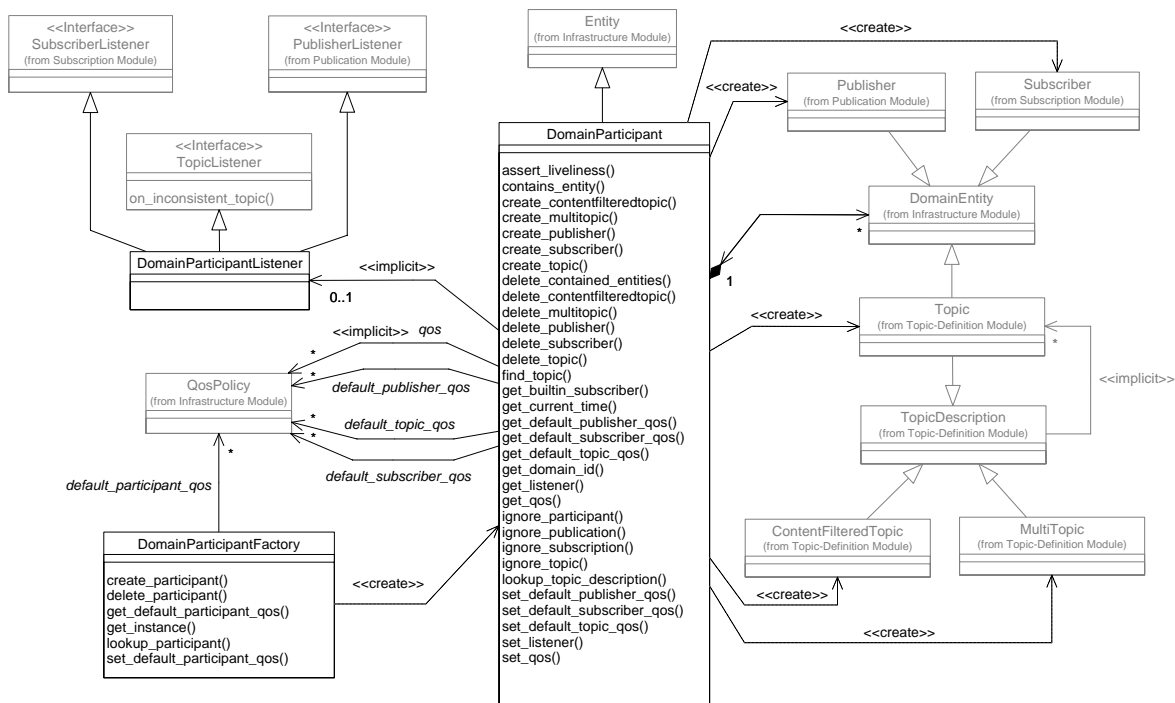 <<Interface>>
SubscriberListener
(from Subscription Module)
<<Interface>>
PublisherListener
(from Publication Module)
<<Interface>>
TopicListener
on_inconsistent_topic()
DomainParticipantListener
<<implicit>>
0..1
<<implicit>>
qos
*
*
default_publisher_qos
QosPolicy
(from Infrastructure Module)
*
default_topic_qos
*
default_subscriber_qos
*
default_participant_qos
DomainParticipantFactory
create_participant()
delete_participant()
get_default_participant_qos()
get_instance()
lookup_participant()
set_default_participant_qos()
<<create>>
Entity
(from Infrastructure Module)
DomainParticipant
assert_liveliness()
contains_entity()
create_contentfilteredtopic()
create_multitopic()
create_publisher()
create_subscriber()
create_topic()
delete_contained_entities()
delete_contentfilteredtopic()
delete_multitopic()
delete_publisher()
delete_subscriber()
delete_topic()
find_topic()
get_builtin_subscriber()
get_current_time()
get_default_publisher_qos()
get_default_subscriber_qos()
get_default_topic_qos()
get_domain_id()
get_listener()
get_qos()
ignore_participant()
ignore_publication()
ignore_subscription()
ignore_topic()
lookup_topic_description()
set_default_publisher_qos()
set_default_subscriber_qos()
set_default_topic_qos()
set_listener()
set_qos()
<<create>>
<<create>>
Publisher
(from Publication Module)
Subscriber
(from Subscription Module)
DomainEntity
(from Infrastructure Module)
*
1
<<create>>
Topic
(from Topic-Definition Module)
*
<<implicit>>
TopicDescription
(from Topic-Definition Module)
ContentFilteredTopic
(from Topic-Definition Module)
MultiTopic
(from Topic-Definition Module)
<<create>>
<<create>>